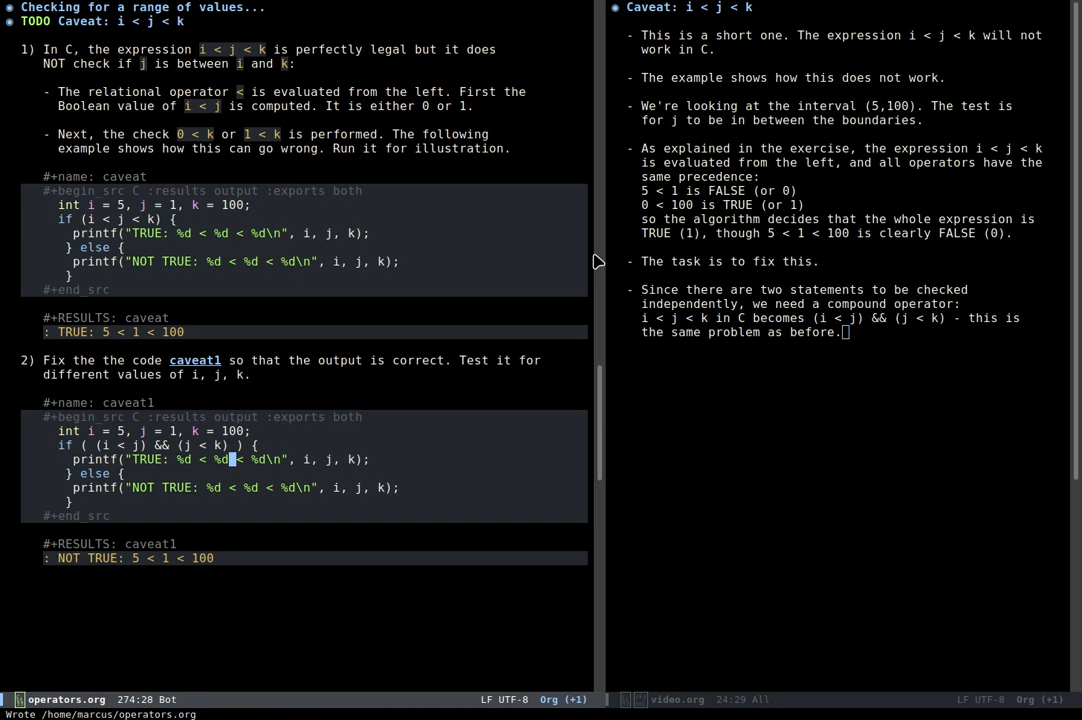 ◉ Checking for a range of values...
◉ TODO Caveat: i < j < k
1) In C, the expression i < j < k is perfectly legal but it does
NOT check if j is between i and k:
- The relational operator < is evaluated from the left. First the
Boolean value of i < j is computed. It is either 0 or 1.
- Next, the check 0 < k or 1 < k is performed. The following
example shows how this can go wrong. Run it for illustration.
#+name: caveat
#+begin_src C :results output :exports both
int i = 5, j = 1, k = 100;
if (i < j < k) {
printf("TRUE: %d < %d < %d\n", i, j, k);
} else {
printf("NOT TRUE: %d < %d < %d\n", i, j, k);
}
#+end_src
#+RESULTS: caveat
: TRUE: 5 < 1 < 100
2) Fix the the code caveat1 so that the output is correct. Test it for
different values of i, j, k.
#+name: caveat1
#+begin_src C :results output :exports both
int i = 5, j = 1, k = 100;
if ( (i < j) && (j < k) ) {
printf("TRUE: %d < %d < %d\n", i, j, k);
} else {
printf("NOT TRUE: %d < %d < %d\n", i, j, k);
}
#+end_src
#+RESULTS: caveat1
: NOT TRUE: 5 < 1 < 100
operators.org 274:28 Bot LF UTF-8 Org (+1)
Wrote /home/marcus/operators.org
◉ Caveat: i < j < k
- This is a short one. The expression i < j < k will not
work in C.
- The example shows how this does not work.
- We're looking at the interval (5,100). The test is
for j to be in between the boundaries.
- As explained in the exercise, the expression i < j < k
is evaluated from the left, and all operators have the
same precedence:
5 < 1 is FALSE (or 0)
0 < 100 is TRUE (or 1)
so the algorithm decides that the whole expression is
TRUE (1), though 5 < 1 < 100 is clearly FALSE (0).
- The task is to fix this.
- Since there are two statements to be checked
independently, we need a compound operator:
i < j < k in C becomes (i < j) && (j < k) - this is
the same problem as before.
video.org 24:29 All LF UTF-8 Org (+1)